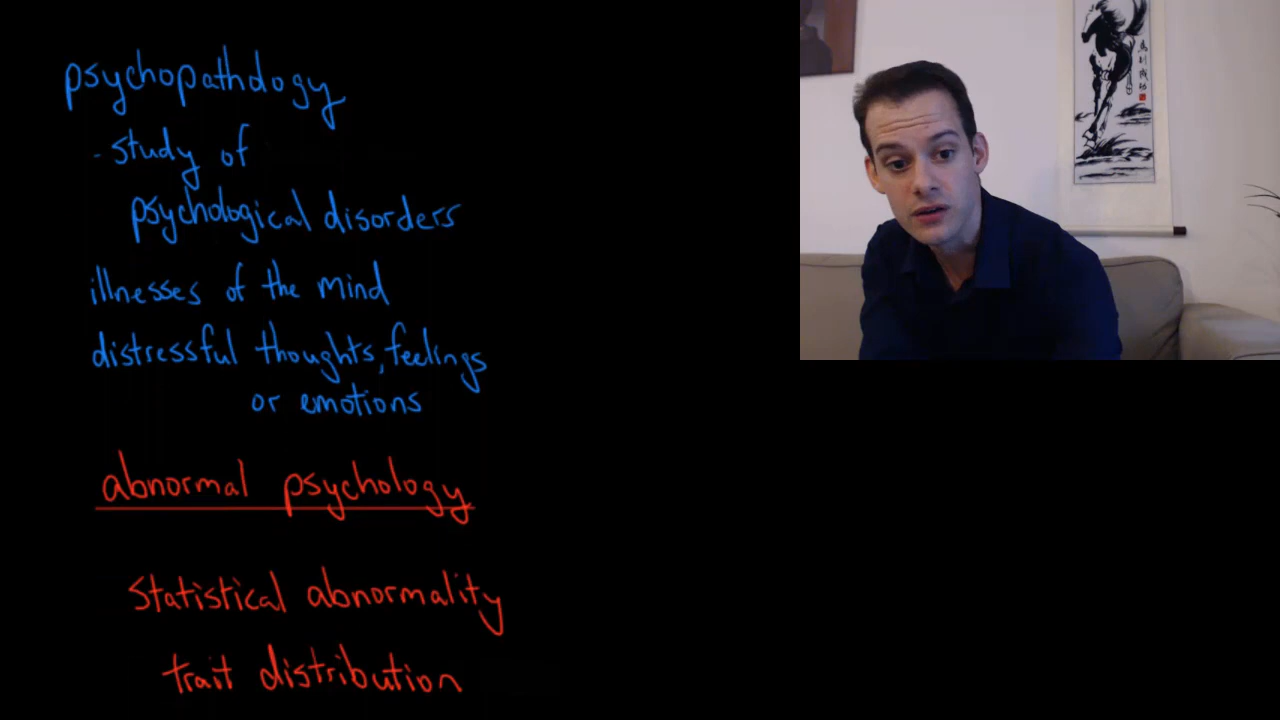 psychopathology
- study of
psychological disorders
illnesses of the mind
distressful thoughts, feelings
or emotions
abnormal psychology
statistical abnormality
trait distribution